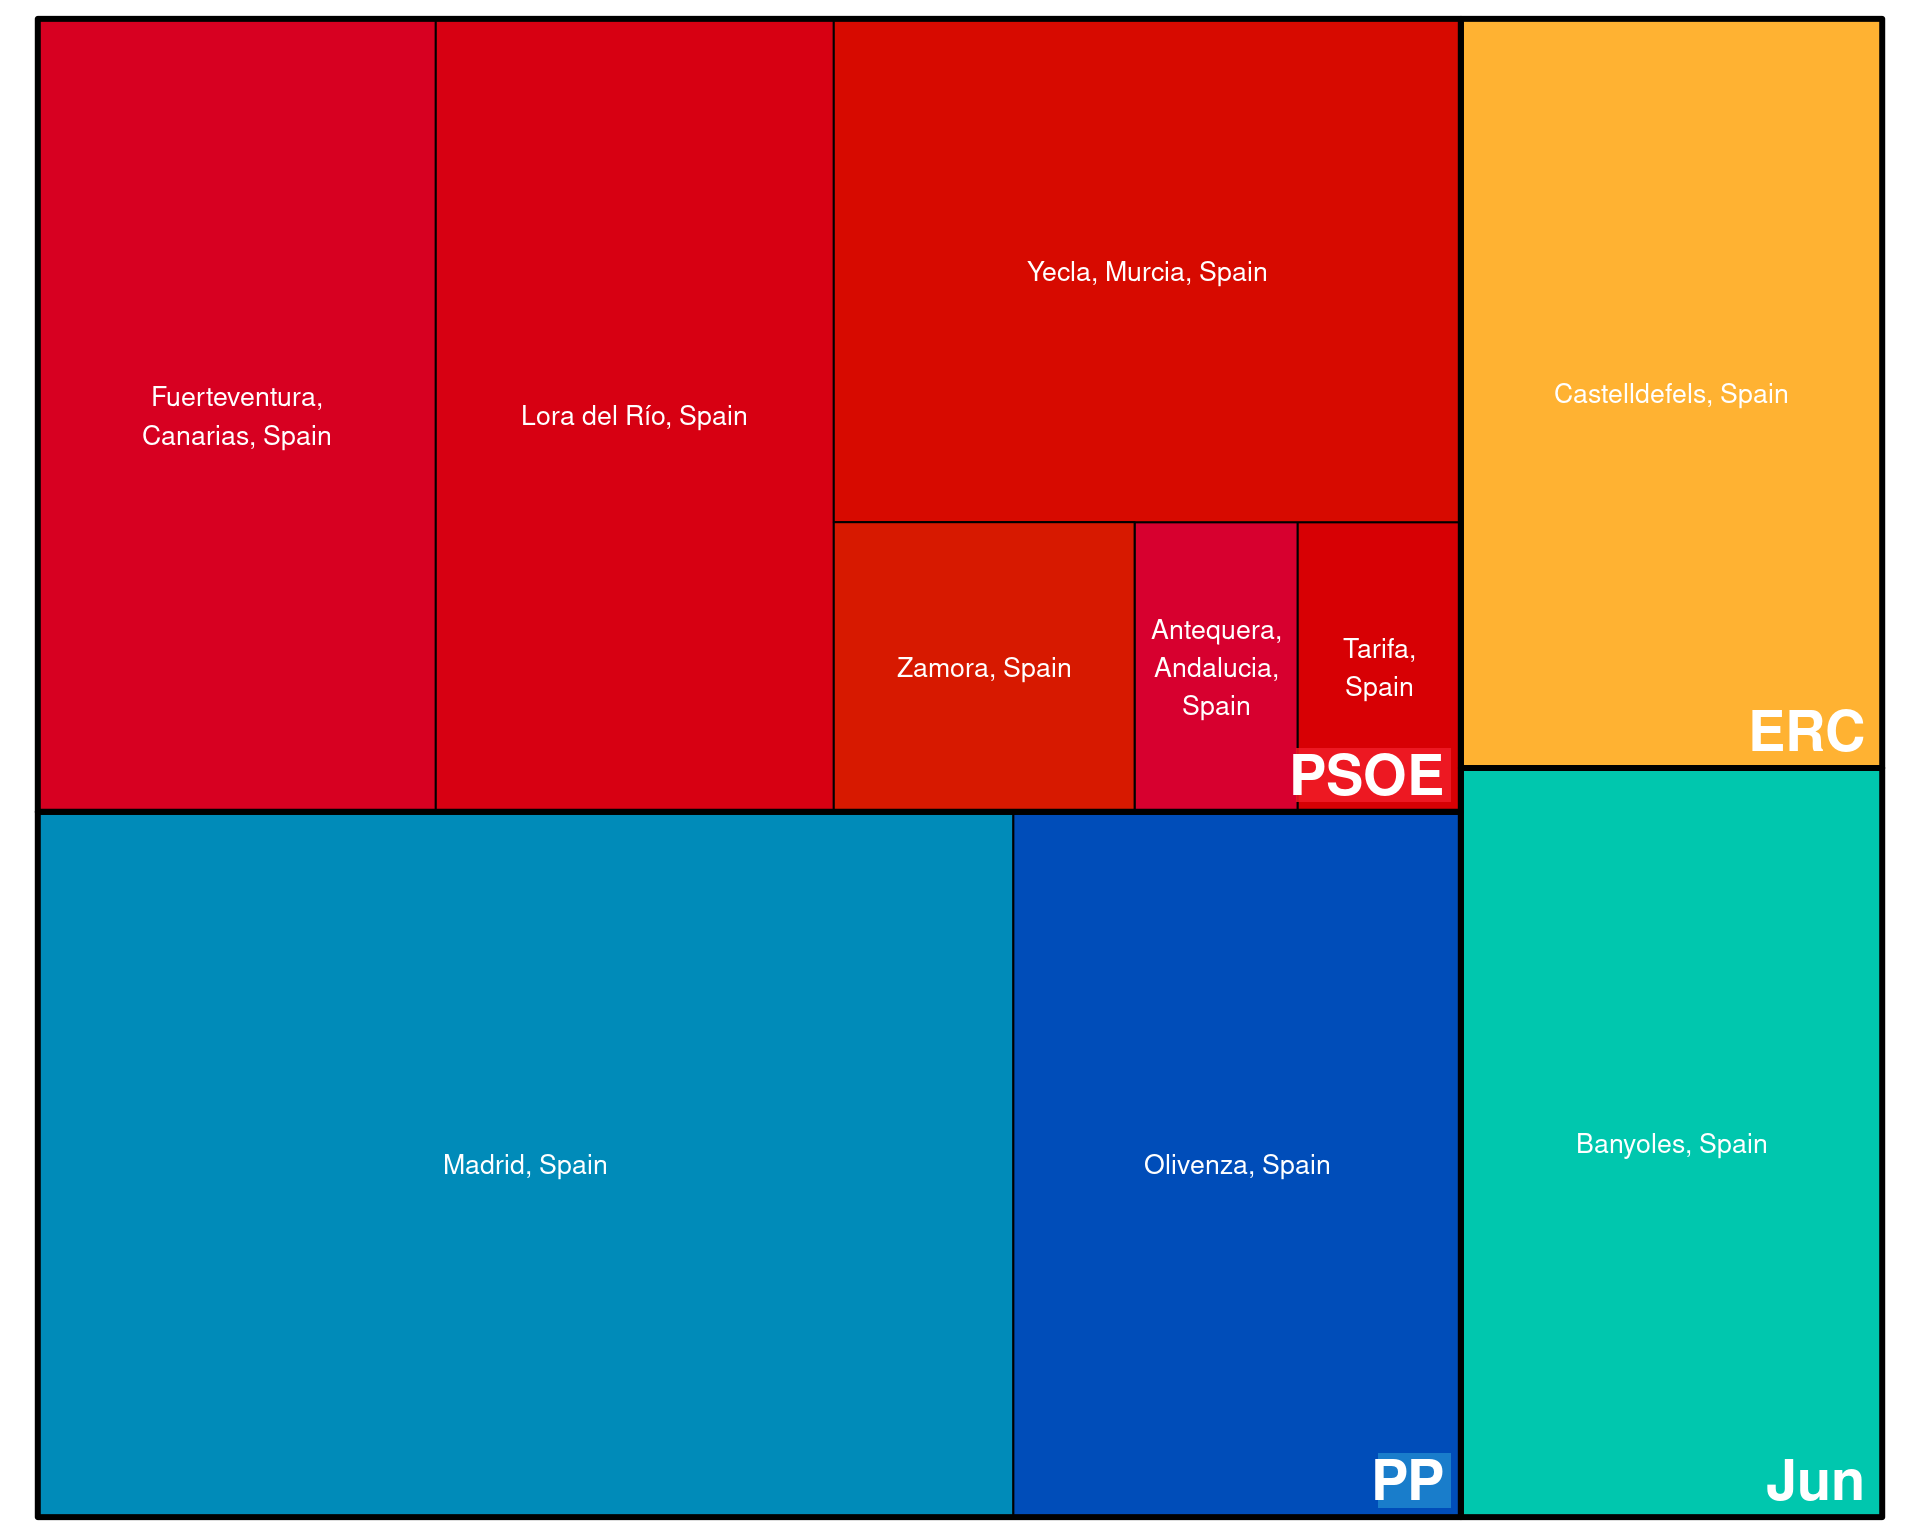 Fuerteventura,
Canarias, Spain
Lora del Río, Spain
Yecla, Murcia, Spain
Zamora, Spain
Antequera,
Andalucia,
Spain
Tarifa,
Spain
PSOE
Castelldefels, Spain
ERC
Madrid, Spain
Olivenza, Spain
PP
Banyoles, Spain
Jun